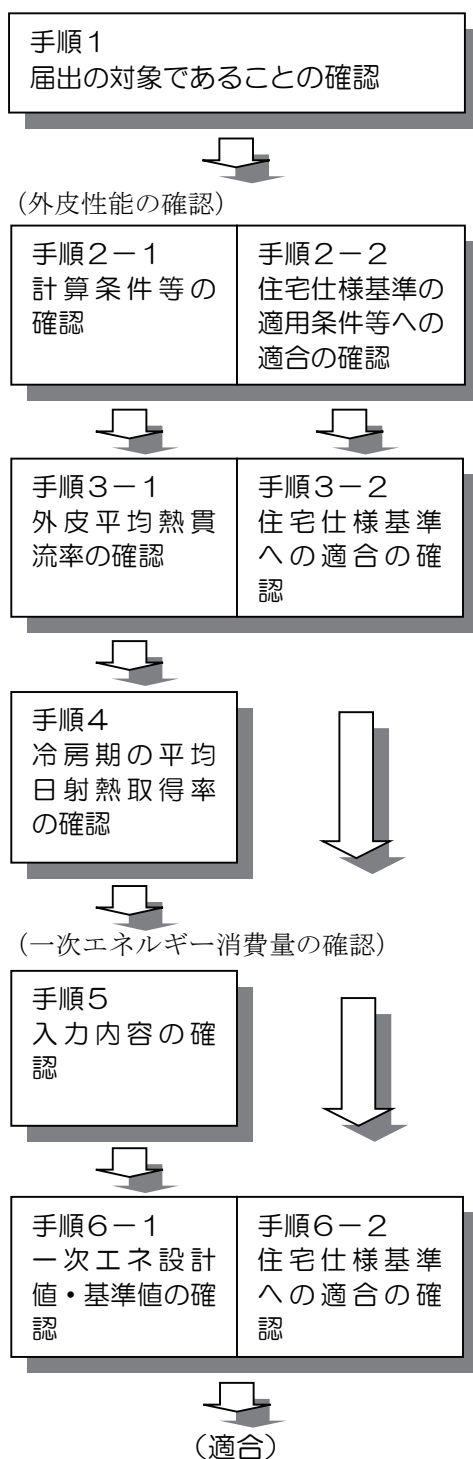 手順1
届出の対象であることの確認
(外皮性能の確認)
手順2-1
計算条件等の
確認
手順2-2
住宅仕様基準の
適用条件等への
適合の確認
手順3-1
外皮平均熱貫
流率の確認
手順3-2
住宅仕様基準
への適合の確
認
手順4
冷房期の平均
日射熱取得率
の確認
(一次エネルギー消費量の確認)
手順5
入力内容の確
認
手順6-1
一次エネ設計
値・基準値の確
認
手順6-2
住宅仕様基準
への適合の確
認
(適合)